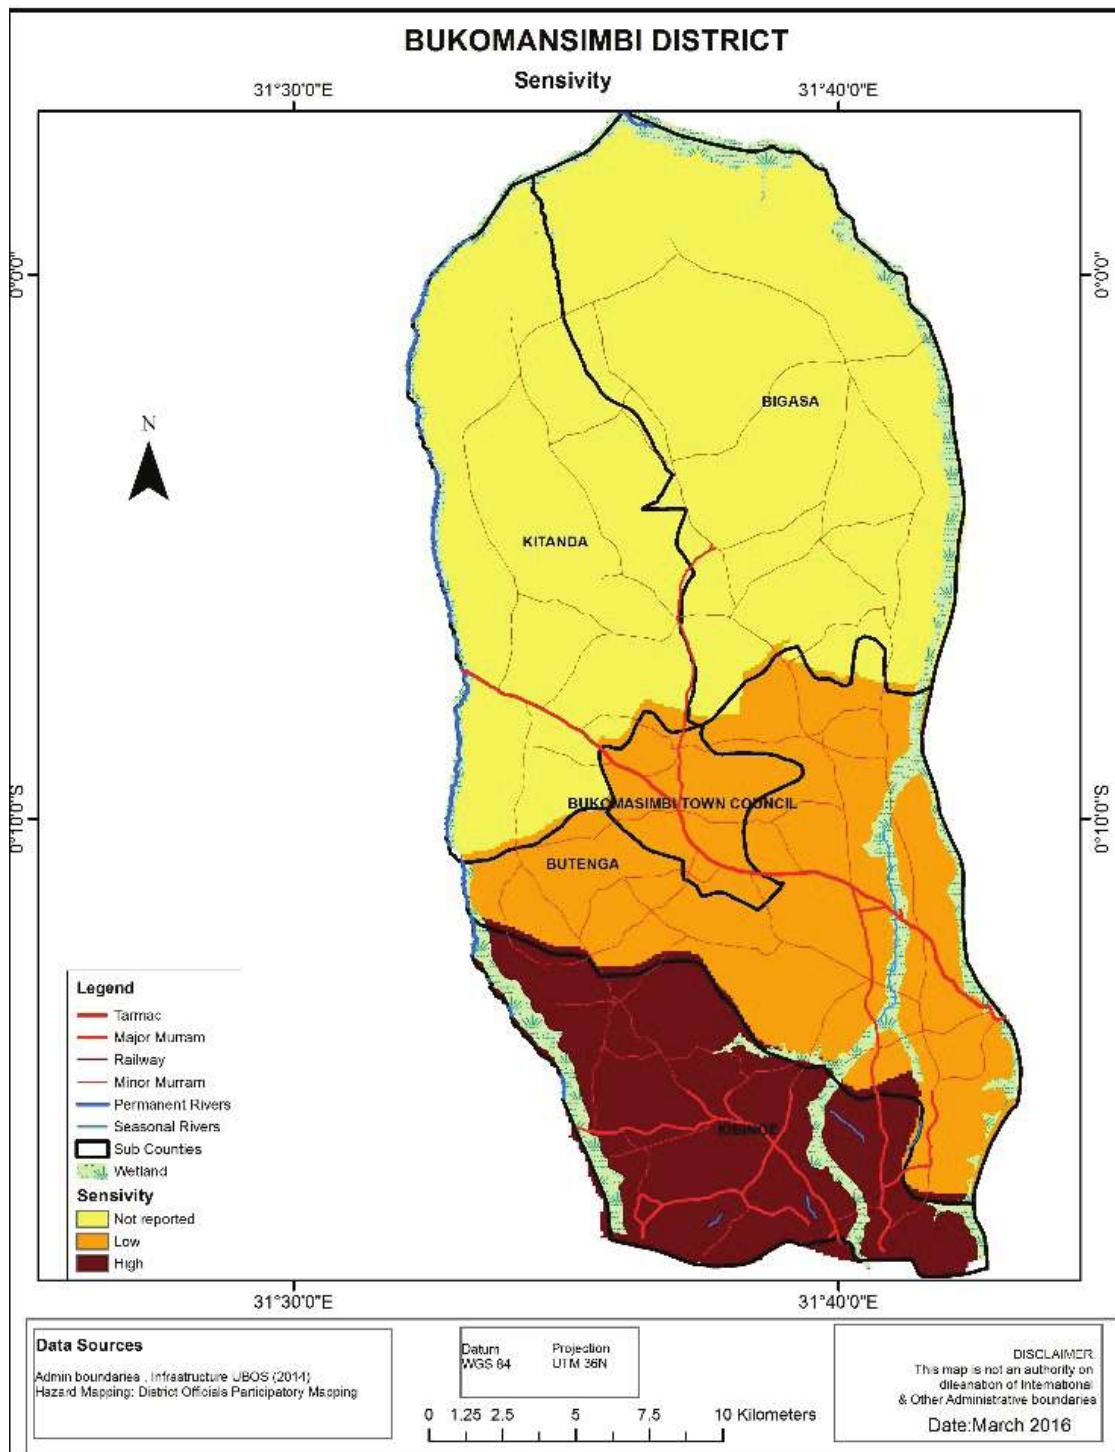 BUKOMANSIMBI DISTRICT
Sensivity
31°30'0"E
31°40'0"E
0°0'0"
0°0'0"
N
BIGASA
KITANDA
BUKOMASIMBI TOWN COUNCIL
0°10'0"S
0°10'0"S
BUTENGA
KIBINGE
Legend
Tarmac
Major Murram
Railway
Minor Murram
Permanent Rivers
Seasonal Rivers
Sub Counties
Wetland
Sensivity
Not reported
Low
High
31°30'0"E
31°40'0"E
Data Sources
Admin boundaries , Infrastructure UBOS (2014)
Hazard Mapping: District Officials Participatory Mapping
Datum
WGS 84
Projection
UTM 36N
0 1.25 2.5 5 7.5 10 Kilometers
DISCLAIMER
This map is not an authority on
dileanation of International
& Other Administrative boundaries
Date:March 2016